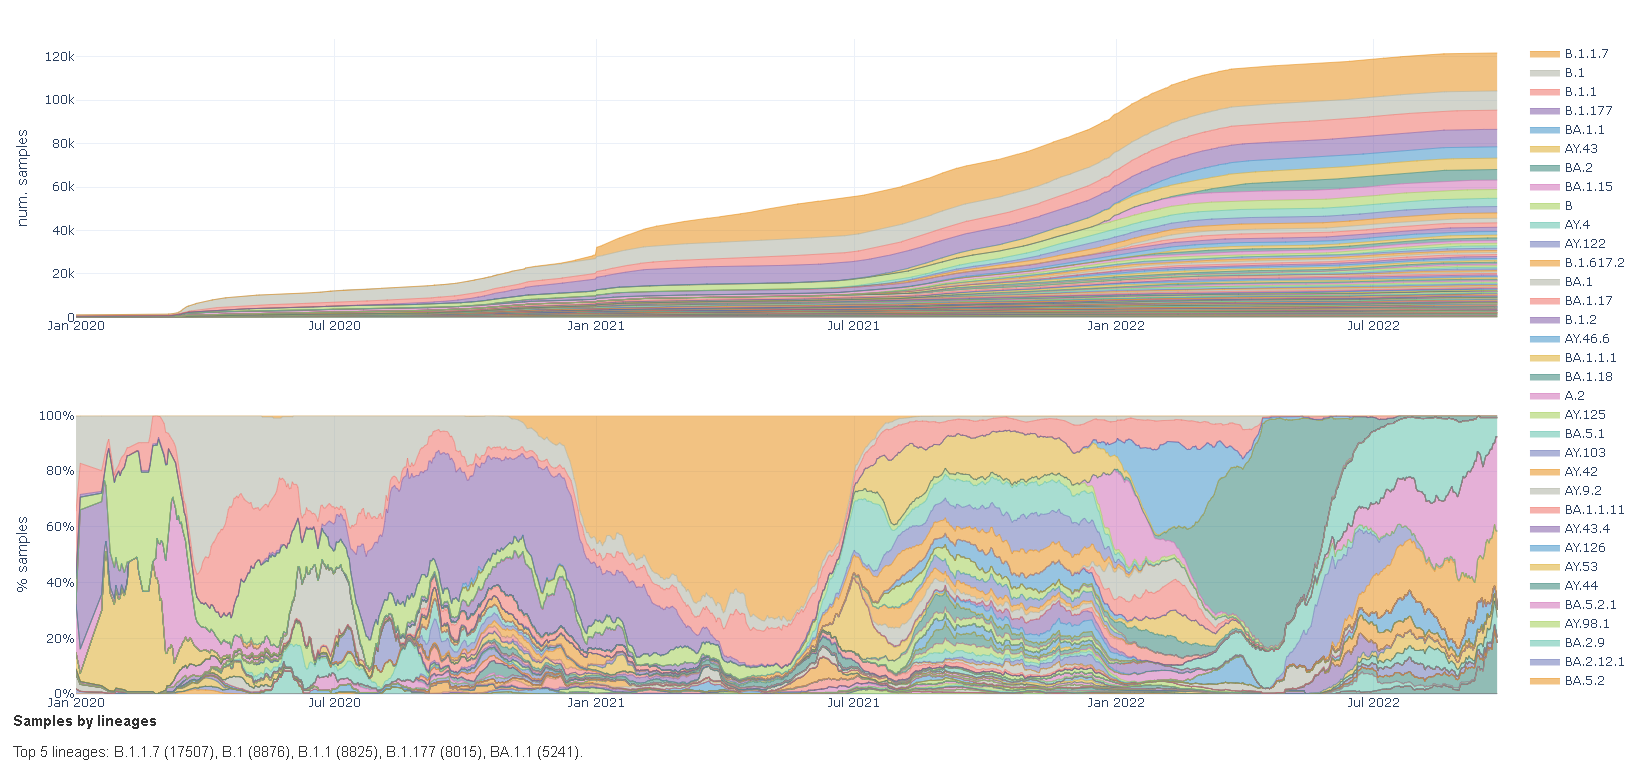 120k
100k
80k
60k
40k
20k
0
num. samples
Jan 2020
Jul 2020
Jan 2021
Jul 2021
Jan 2022
Jul 2022
100%
80%
60%
40%
20%
0%
% samples
Jan 2020
Jul 2020
Jan 2021
Jul 2021
Jan 2022
Jul 2022
B.1.1.7
B.1
B.1.1
B.1.177
BA.1.1
AY.43
BA.2
BA.1.15
B
AY.4
AY.122
B.1.617.2
BA.1
BA.1.17
B.1.2
AY.46.6
BA.1.1.1
BA.1.18
A.2
AY.125
BA.5.1
AY.103
AY.42
AY.9.2
BA.1.1.11
AY.43.4
AY.126
AY.53
AY.44
BA.5.2.1
AY.98.1
BA.2.9
BA.2.12.1
BA.5.2
Samples by lineages
Top 5 lineages: B.1.1.7 (17507), B.1 (8876), B.1.1 (8825), B.1.177 (8015), BA.1.1 (5241).